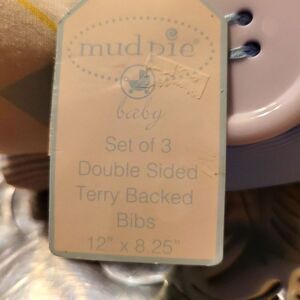 mud pie®
baby
Set of 3
Double Sided
Terry Backed
Bibs
12" x 8.25"